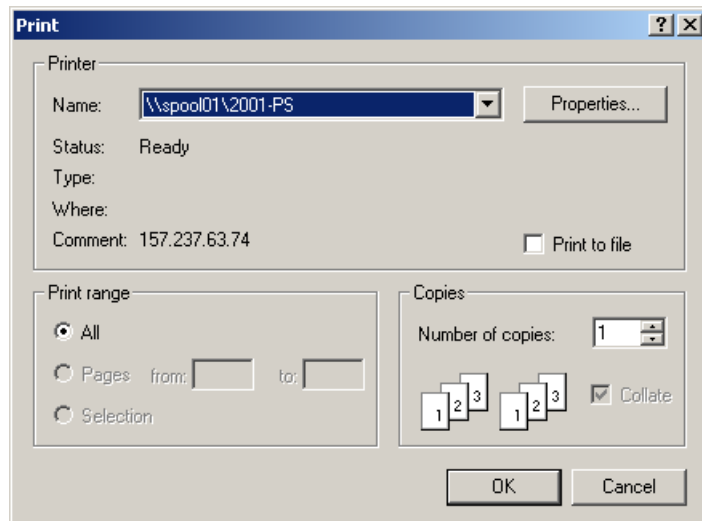 Print
Printer
Name: \\spool01\2001-PS Properties...
Status: Ready
Type:
Where:
Comment: 157.237.63.74 Print to file
Print range
All
Pages from: to:
Selection
Copies
Number of copies: 1
1 2 3 1 2 3 Collate
OK Cancel